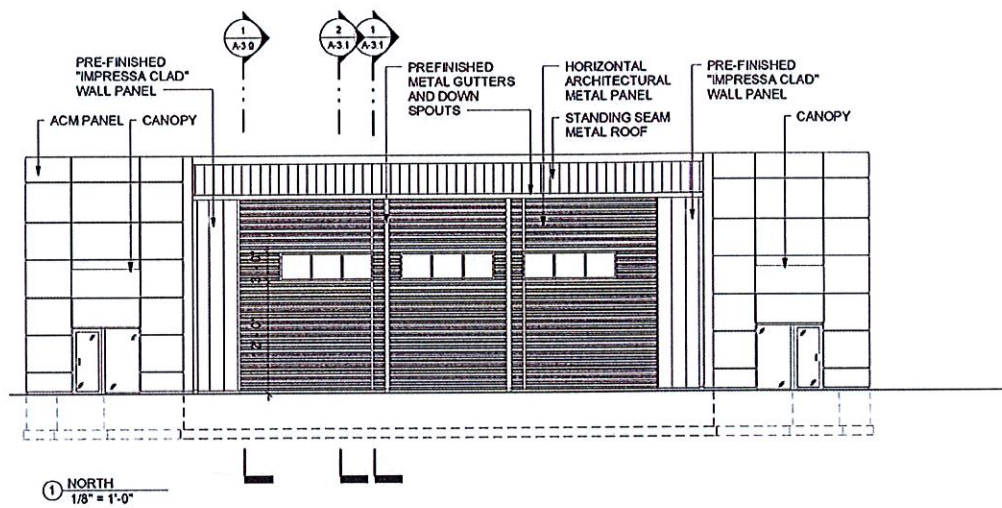 1
A-3.0
2
A-3.1
1
A-3.1
PRE-FINISHED
"IMPRESSA CLAD"
WALL PANEL
PREFINISHED
METAL GUTTERS
AND DOWN
SPOUTS
HORIZONTAL
ARCHITECTURAL
METAL PANEL
STANDING SEAM
METAL ROOF
PRE-FINISHED
"IMPRESSA CLAD"
WALL PANEL
ACM PANEL
CANOPY
CANOPY
1
NORTH
1/8" = 1'-0"